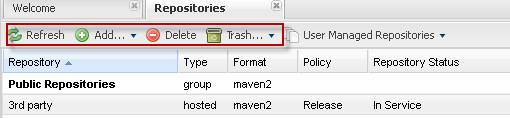 Welcome Repositories
Refresh Add... Delete Trash... User Managed Repositories
Repository Type Format Policy Repository Status
Public Repositories group maven2
3rd party hosted maven2 Release In Service